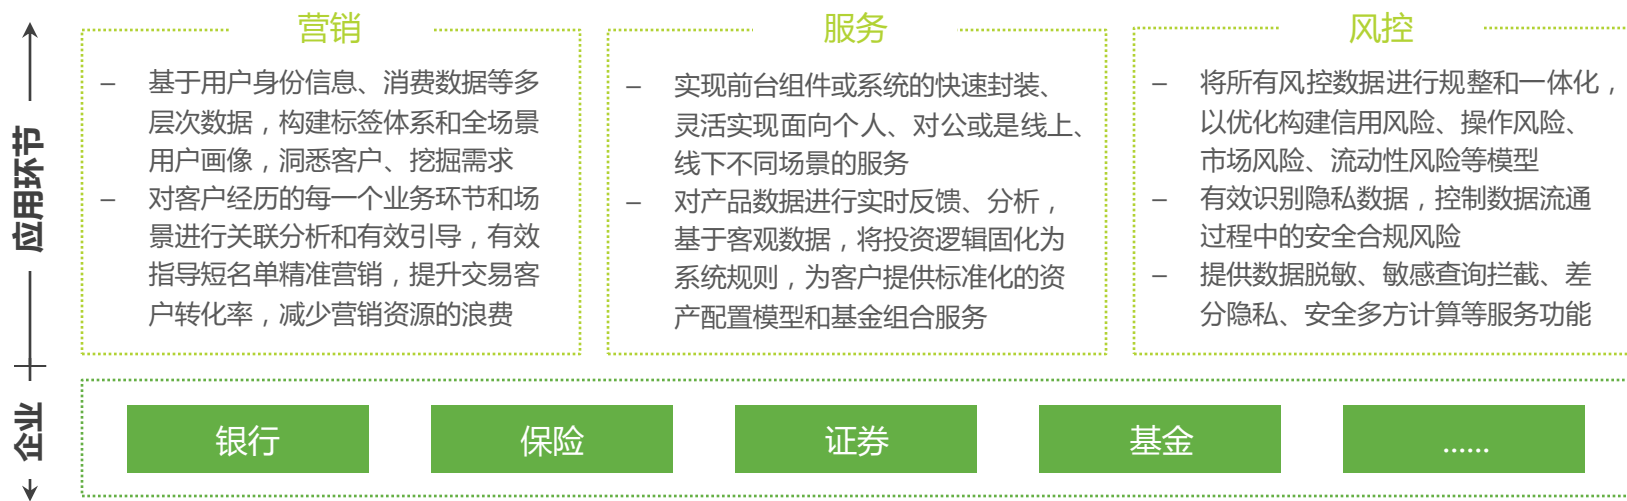 应用环节
营销
– 基于用户身份信息、消费数据等多
层次数据，构建标签体系和全场景
用户画像，洞悉客户、挖掘需求
– 对客户经历的每一个业务环节和场
景进行关联分析和有效引导，有效
指导短名单精准营销，提升交易客
户转化率，减少营销资源的浪费
服务
– 实现前台组件或系统的快速封装、
灵活实现面向个人、对公或是线上、
线下不同场景的服务
– 对产品数据进行实时反馈、分析，
基于客观数据，将投资逻辑固化为
系统规则，为客户提供标准化的资
产配置模型和基金组合服务
风控
– 将所有风控数据进行规整和一体化，
以优化构建信用风险、操作风险、
市场风险、流动性风险等模型
– 有效识别隐私数据，控制数据流通
过程中的安全合规风险
– 提供数据脱敏、敏感查询拦截、差
分隐私、安全多方计算等服务功能
企业
银行
保险
证券
基金
......